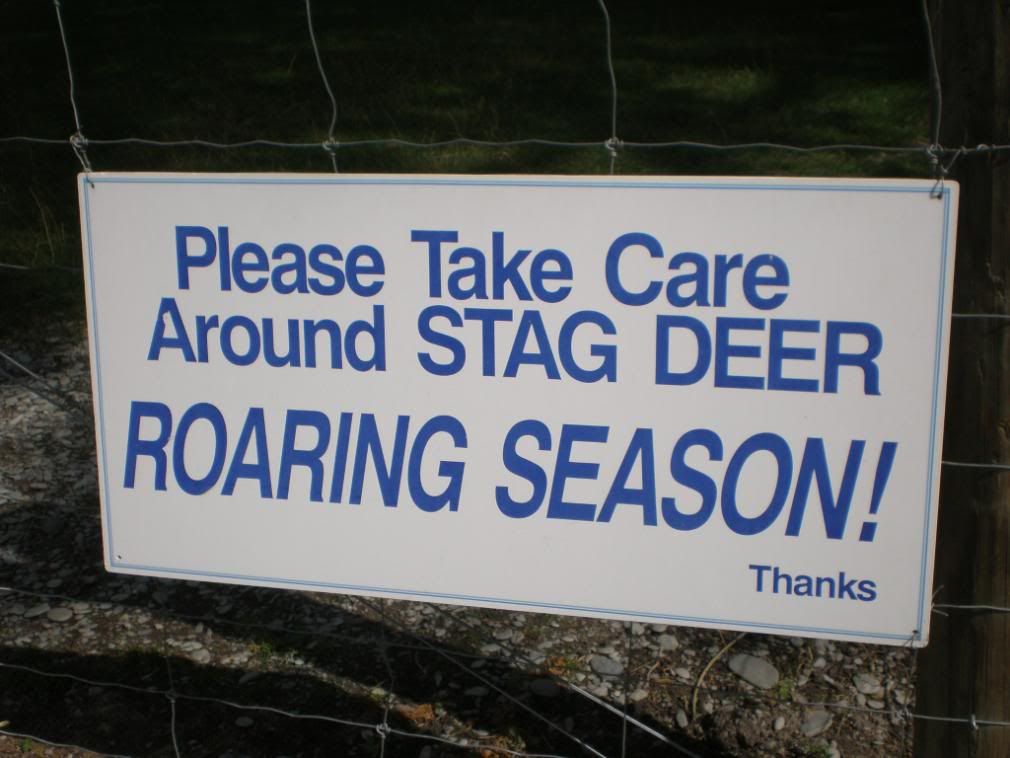 Please Take Care
Around STAG DEER
ROARING SEASON!
Thanks